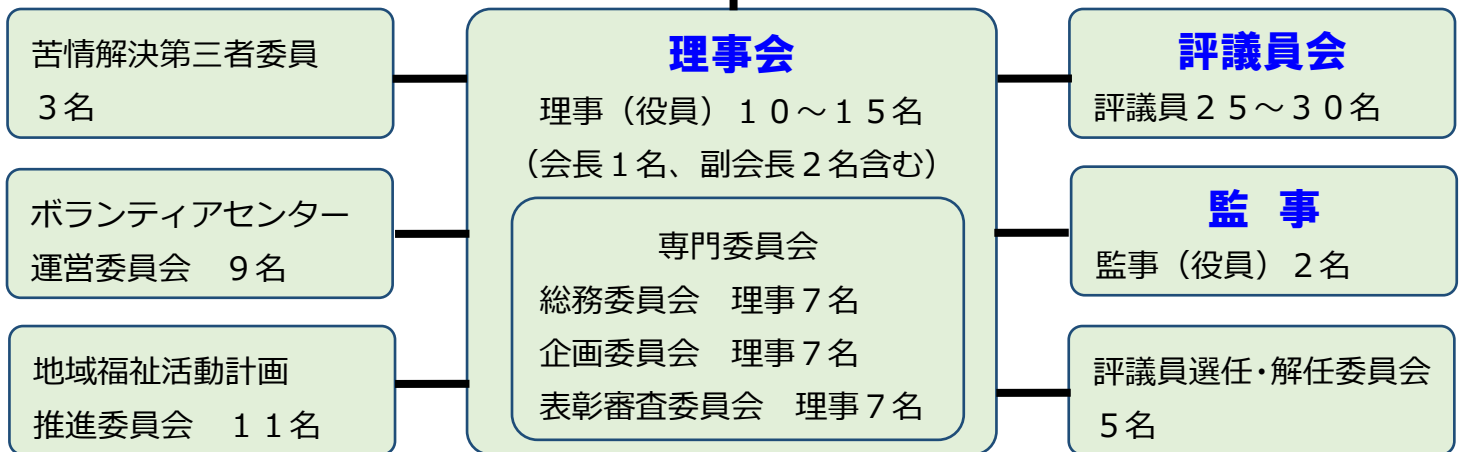 苦情解決第三者委員
３名
ボランティアセンター
運営委員会　９名
地域福祉活動計画
推進委員会　１１名
理事会
理事（役員）１０～１５名
（会長１名、副会長２名含む）
専門委員会
総務委員会　理事７名
企画委員会　理事７名
表彰審査委員会　理事７名
評議員会
評議員２５～３０名
監　事
監事（役員）２名
評議員選任・解任委員会
５名